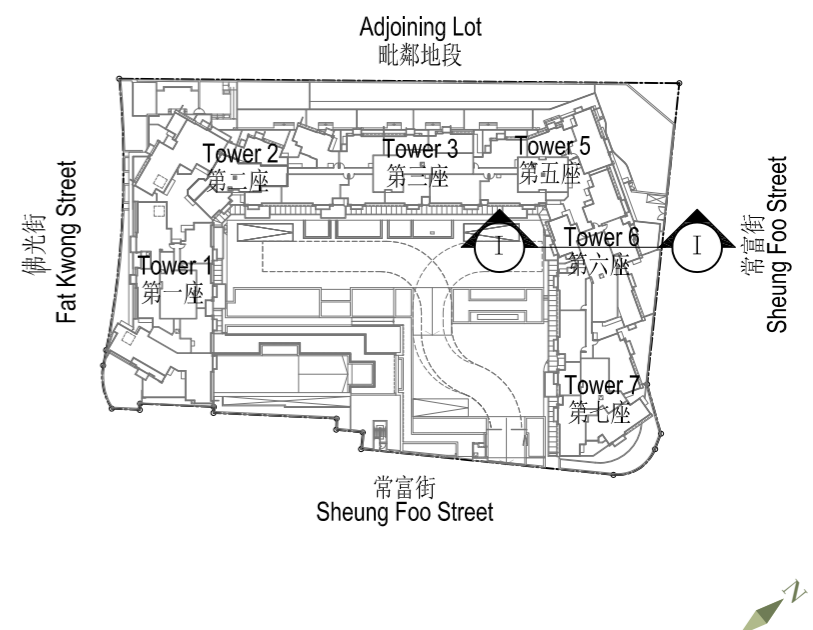 Adjoining Lot
毗鄰地段
Tower 2
第二座
Tower 3
第三座
Tower 5
第五座
佛光街
Fat Kwong Street
常富街
Sheung Foo Street
Tower 1
第一座
I
Tower 6
第六座
I
Tower 7
第七座
常富街
Sheung Foo Street
N